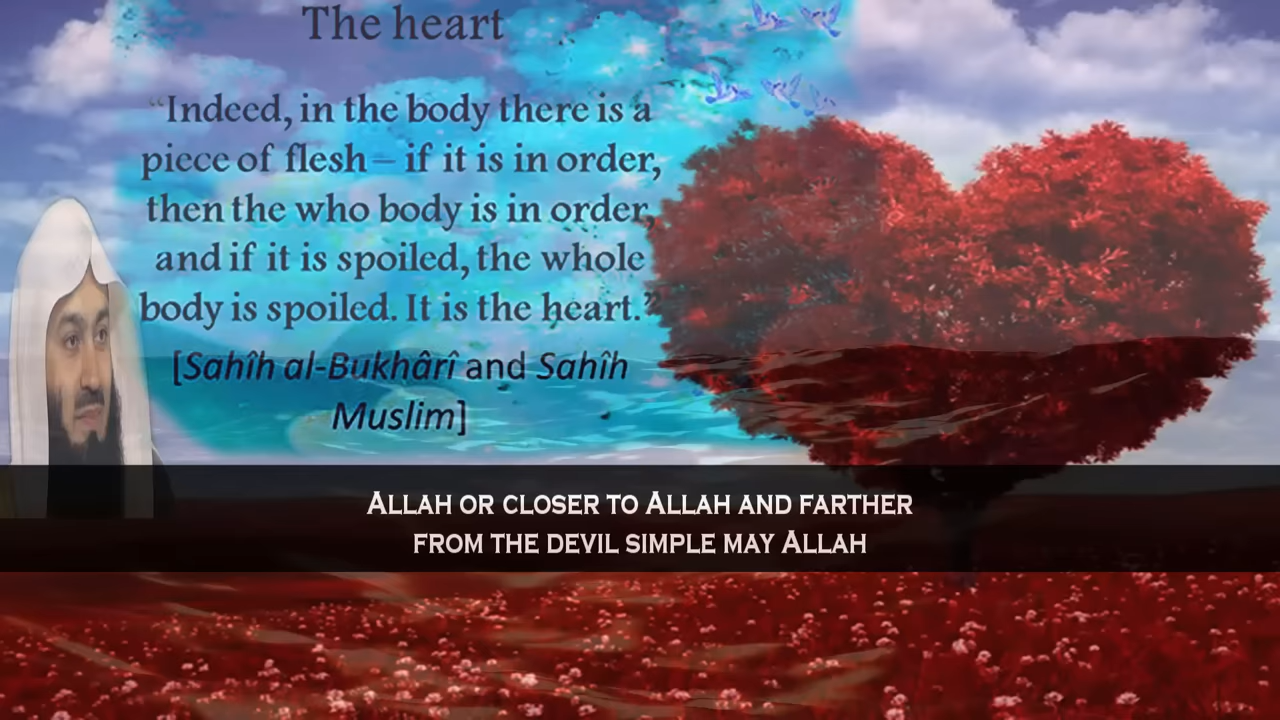 The heart
“Indeed, in the body there is a
piece of flesh – if it is in order,
then the who body is in order,
and if it is spoiled, the whole
body is spoiled. It is the heart.”
[Sahîh al-Bukhârî and Sahîh
Muslim]
ALLAH OR CLOSER TO ALLAH AND FARTHER
FROM THE DEVIL SIMPLE MAY ALLAH